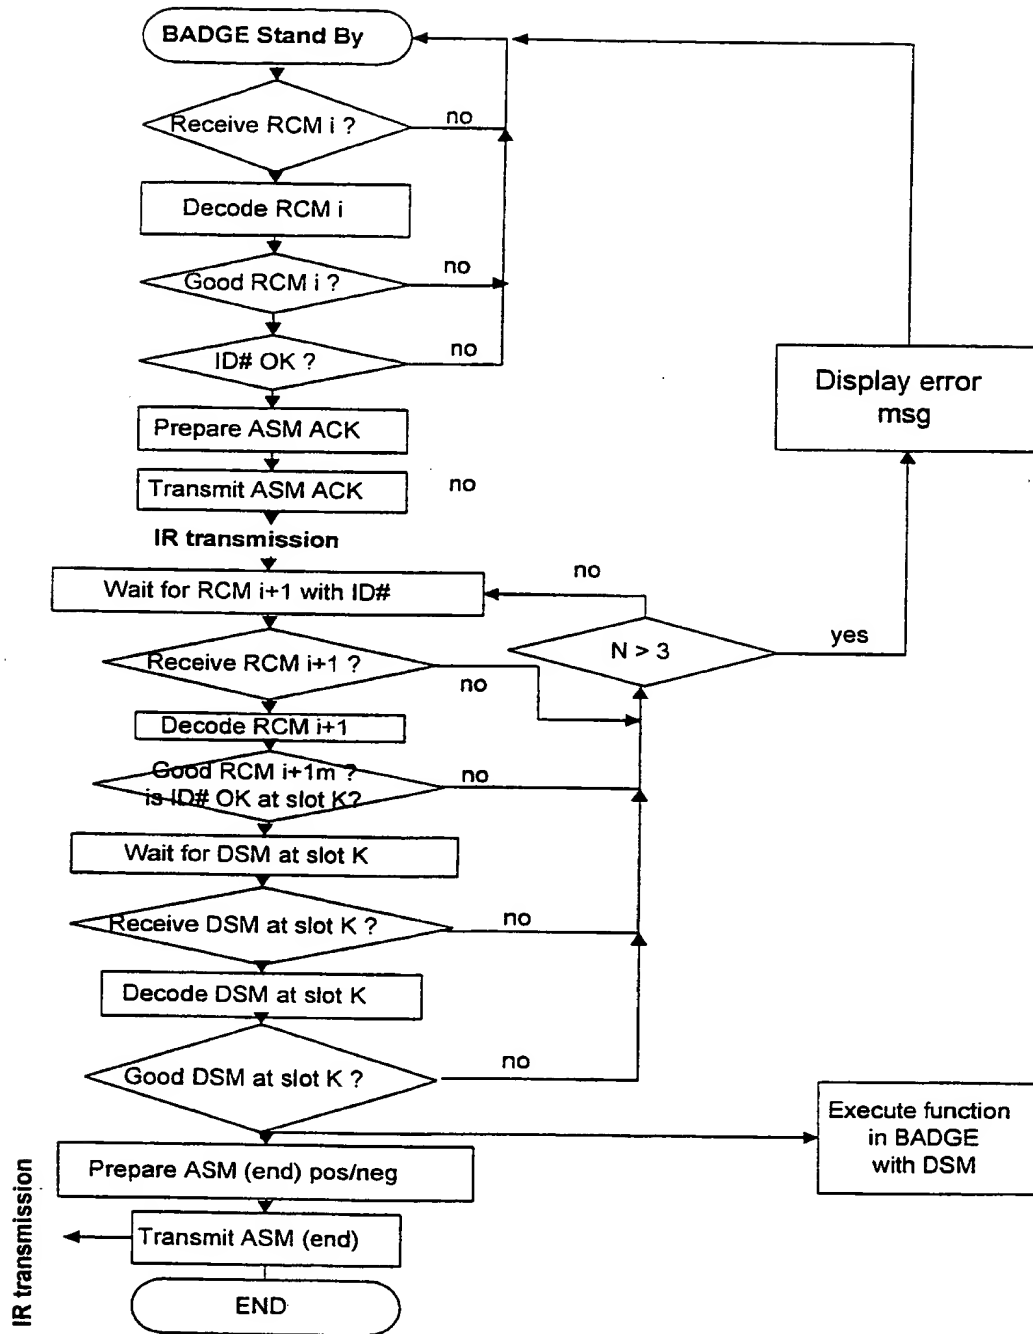 BADGE Stand By
Receive RCM i ?
no
Decode RCM i
Good RCM i ?
no
ID# OK ?
no
Display error
msg
Prepare ASM ACK
Transmit ASM ACK
no
IR transmission
Wait for RCM i+1 with ID#
no
N > 3
yes
Receive RCM i+1 ?
no
Decode RCM i+1
Good RCM i+1m ?
is ID# OK at slot K?
no
Wait for DSM at slot K
Receive DSM at slot K ?
no
Decode DSM at slot K
Good DSM at slot K ?
no
Execute function
in BADGE
with DSM
Prepare ASM (end) pos/neg
Transmit ASM (end)
IR transmission
END